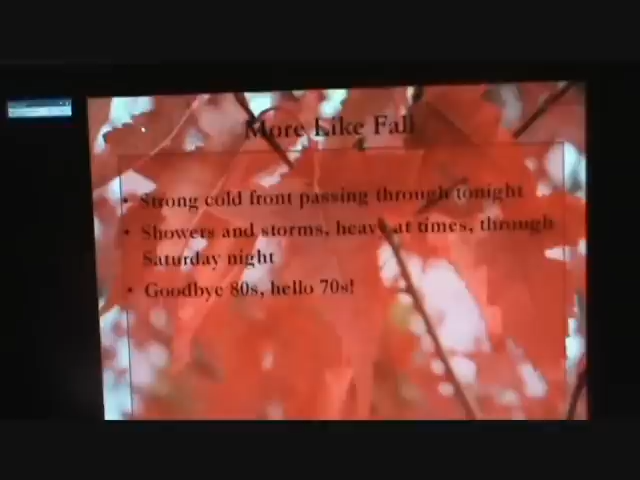 More Like Fall
• Strong cold front passing through tonight
• Showers and storms, heavy at times, through
Saturday night
• Goodbye 80s, hello 70s!